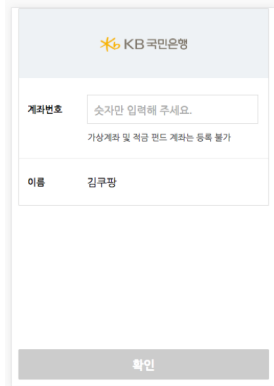 KB 국민은행
계좌번호
숫자만 입력해 주세요.
가상계좌 및 적금 펀드 계좌는 등록 불가
이름
김쿠팡
확인